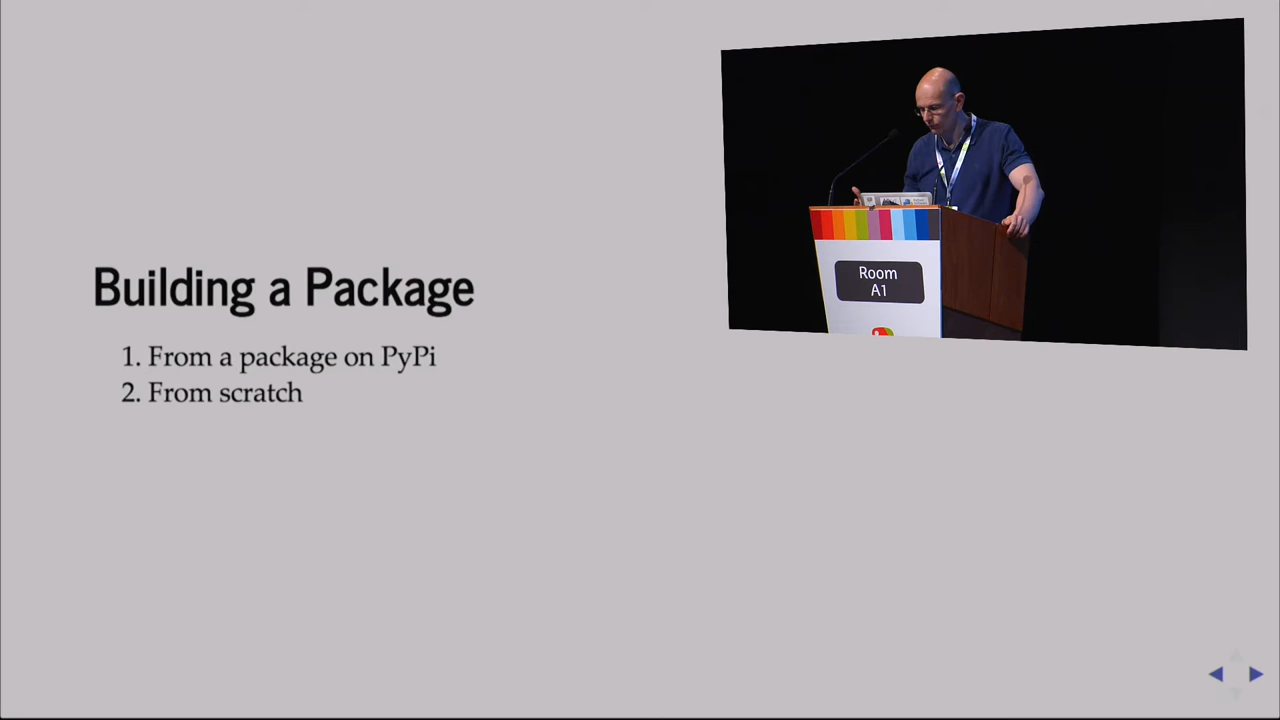 Building a Package
1. From a package on PyPi
2. From scratch
Room
A1